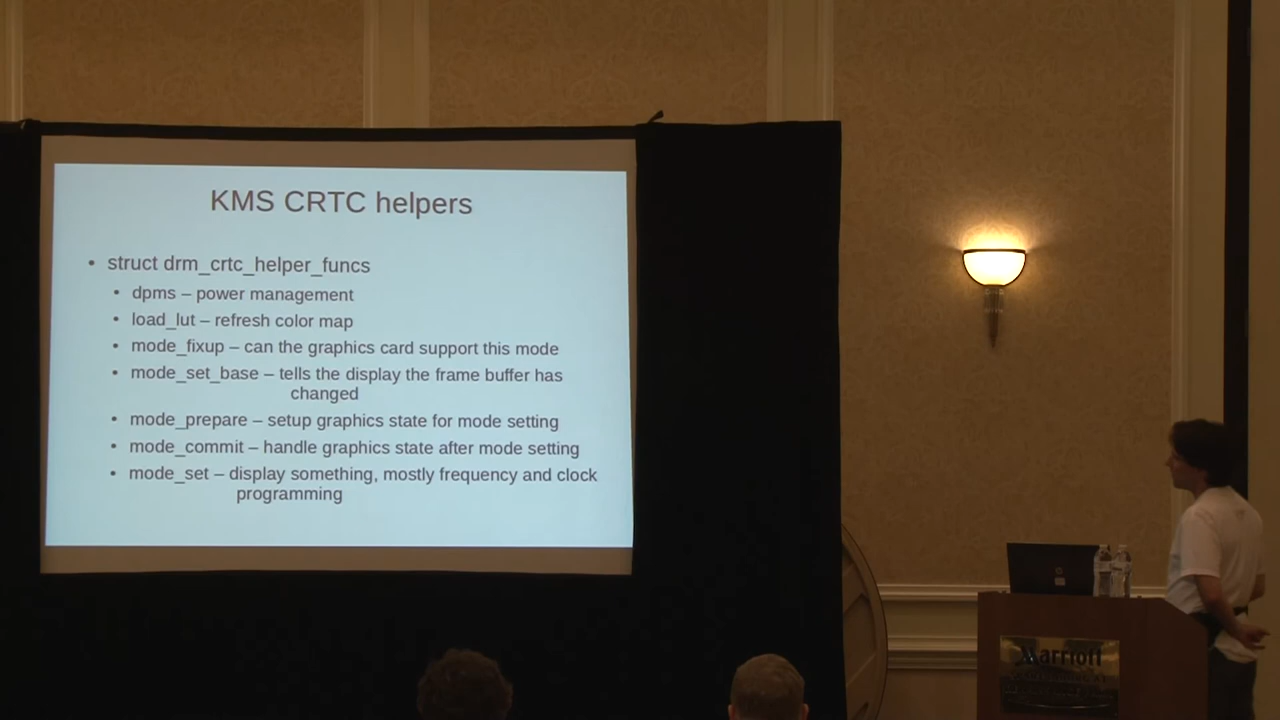 KMS CRTC helpers
• struct drm_crtc_helper_funcs
• dpms – power management
• load_lut – refresh color map
• mode_fixup – can the graphics card support this mode
• mode_set_base – tells the display the frame buffer has
changed
• mode_prepare – setup graphics state for mode setting
• mode_commit – handle graphics state after mode setting
• mode_set – display something, mostly frequency and clock
programming
Marriott